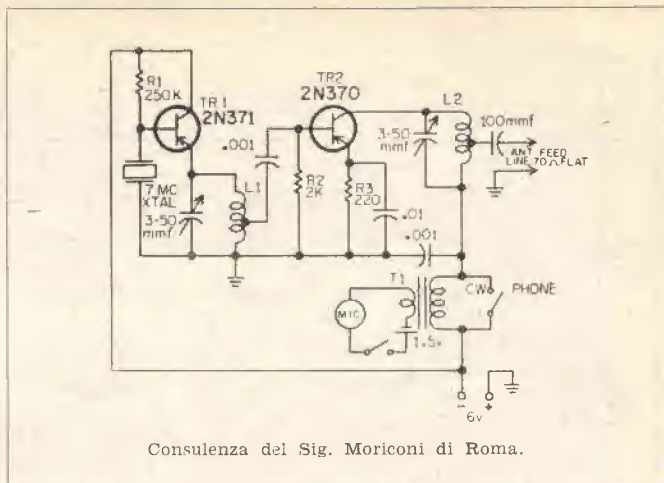 R1
250K
TR1
2N371
7 MC
XTAL
3-50
mmf
L1
.001
R2
2K
TR2
2N370
R3
220
.01
.001
3-50
mmf
L2
100mmf
ANT. FEED
LINE 70 Ω FLAT
T1
MIC
1.5v
CW
PHONE
- +
6v
Consulenza del Sig. Moriconi di Roma.